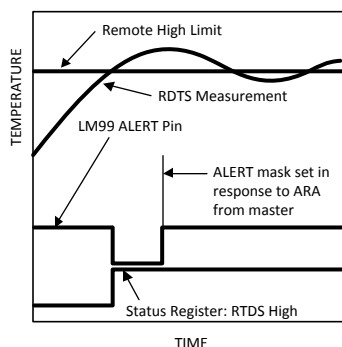 Remote High Limit
RDTS Measurement
LM99 ALERT Pin
ALERT mask set in
response to ARA
from master
Status Register: RTDS High
TEMPERATURE
TIME